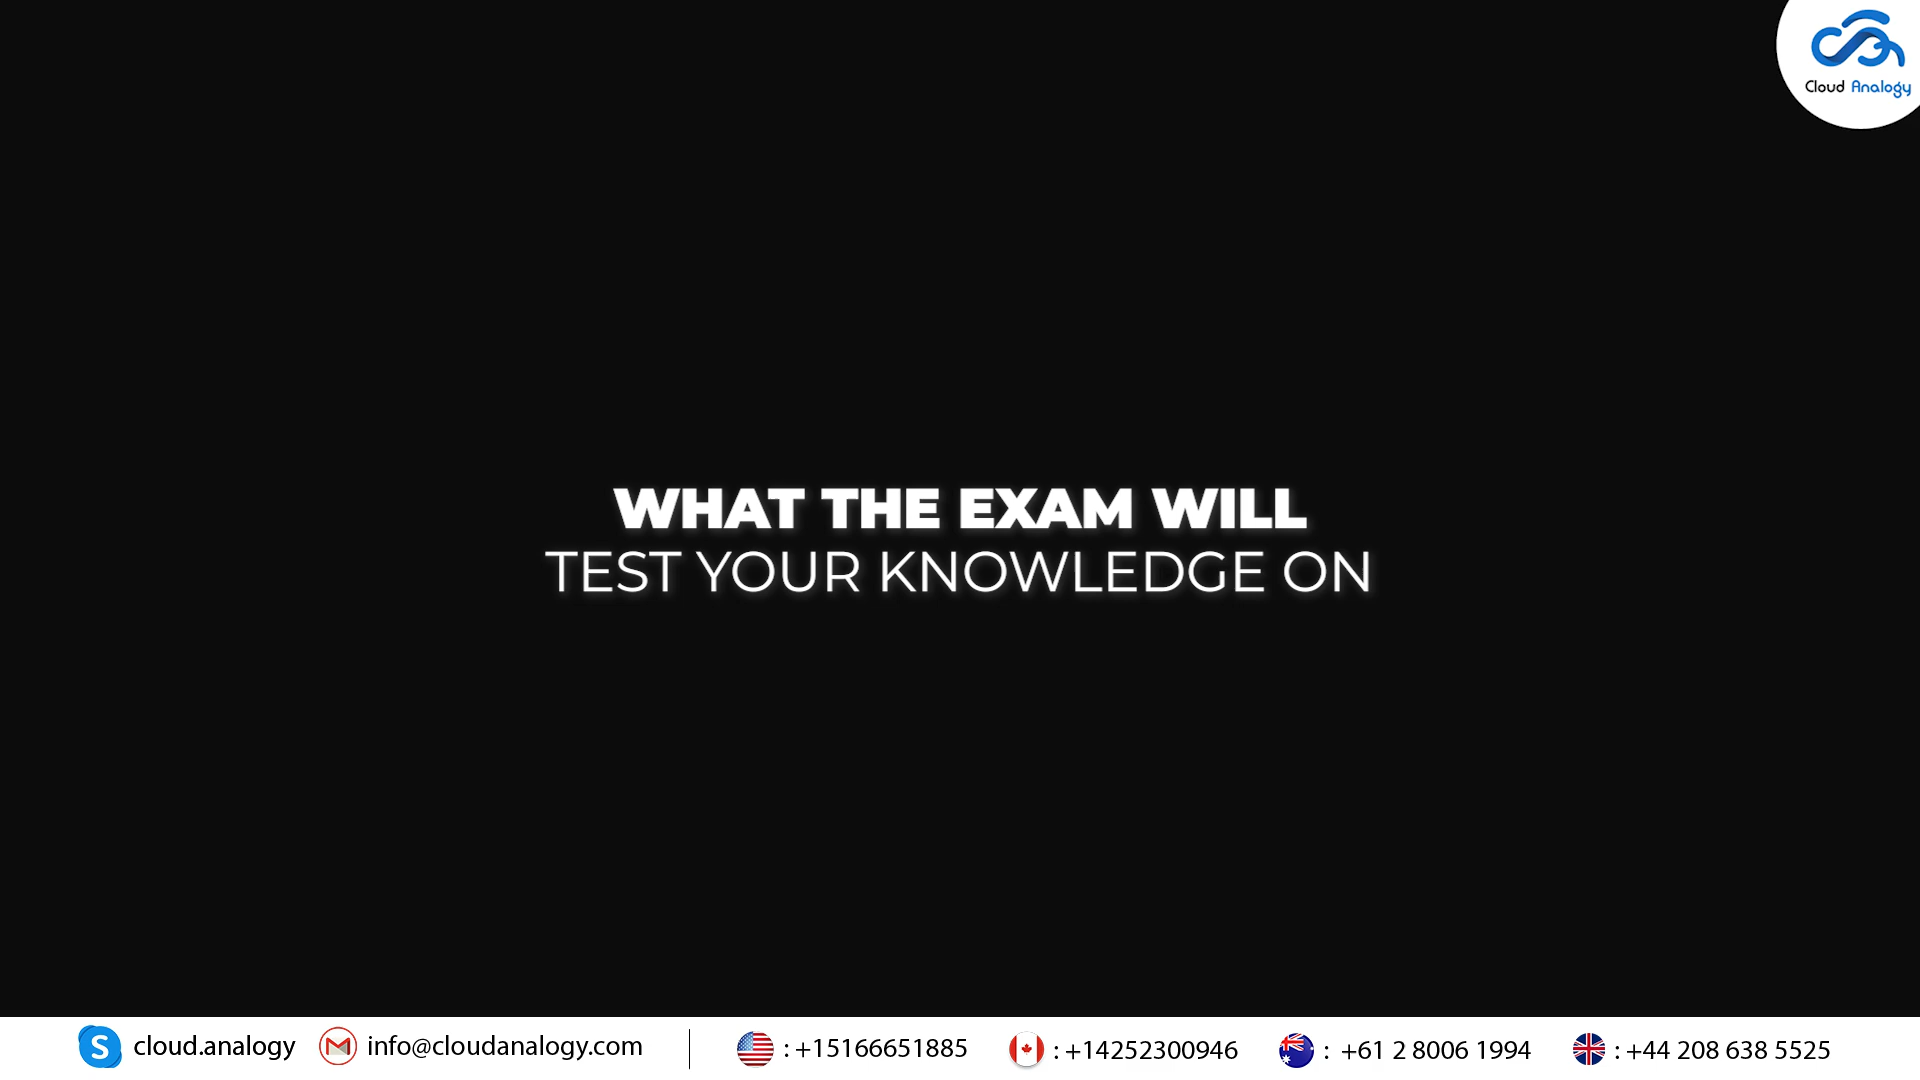 Cloud Analogy
WHAT THE EXAM WILL
TEST YOUR KNOWLEDGE ON
S cloud.analogy info@cloudanalogy.com : +15166651885 : +14252300946 : +61 2 8006 1994 : +44 208 638 5525